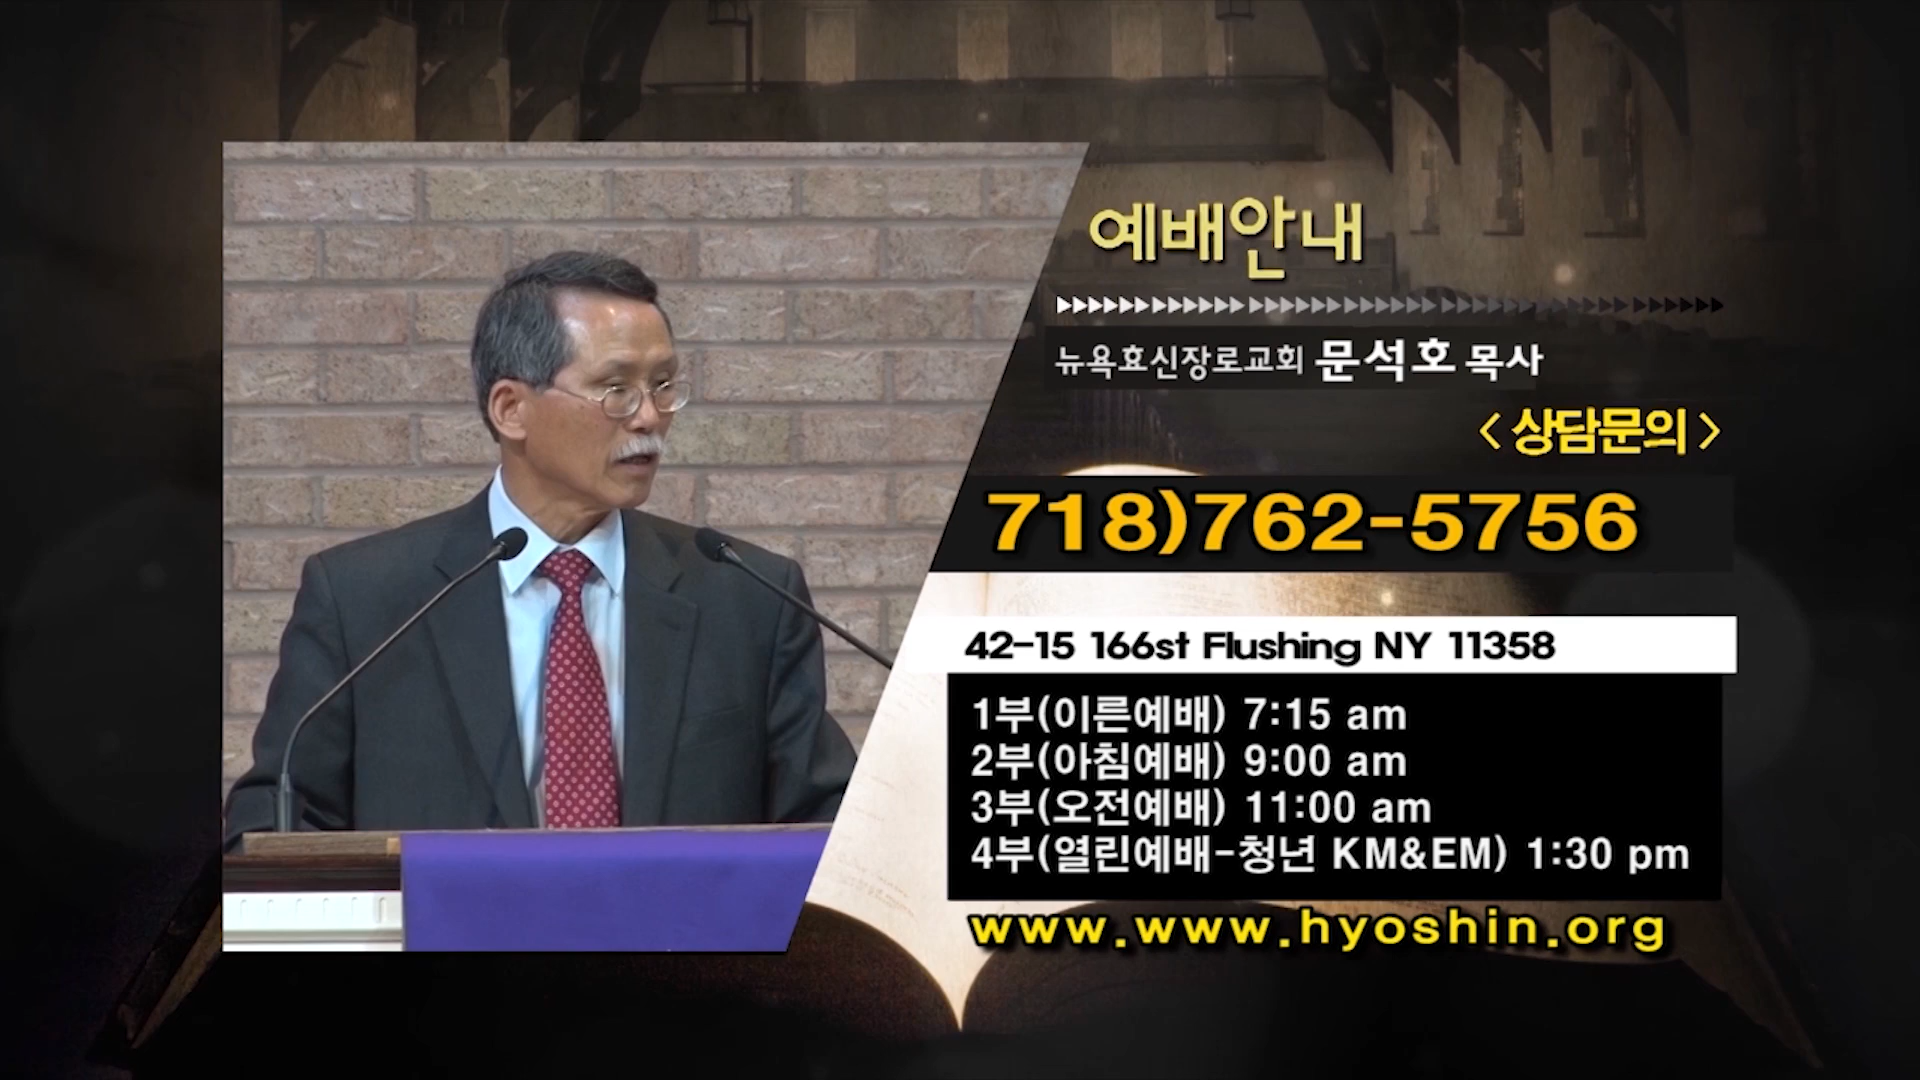 예배안내
뉴욕효신장로교회 문석호 목사
< 상담문의 >
718)762-5756
42-15 166st Flushing NY 11358
1부(이른예배) 7:15 am
2부(아침예배) 9:00 am
3부(오전예배) 11:00 am
4부(열린예배-청년 KM&EM) 1:30 pm
www.www.hyoshin.org